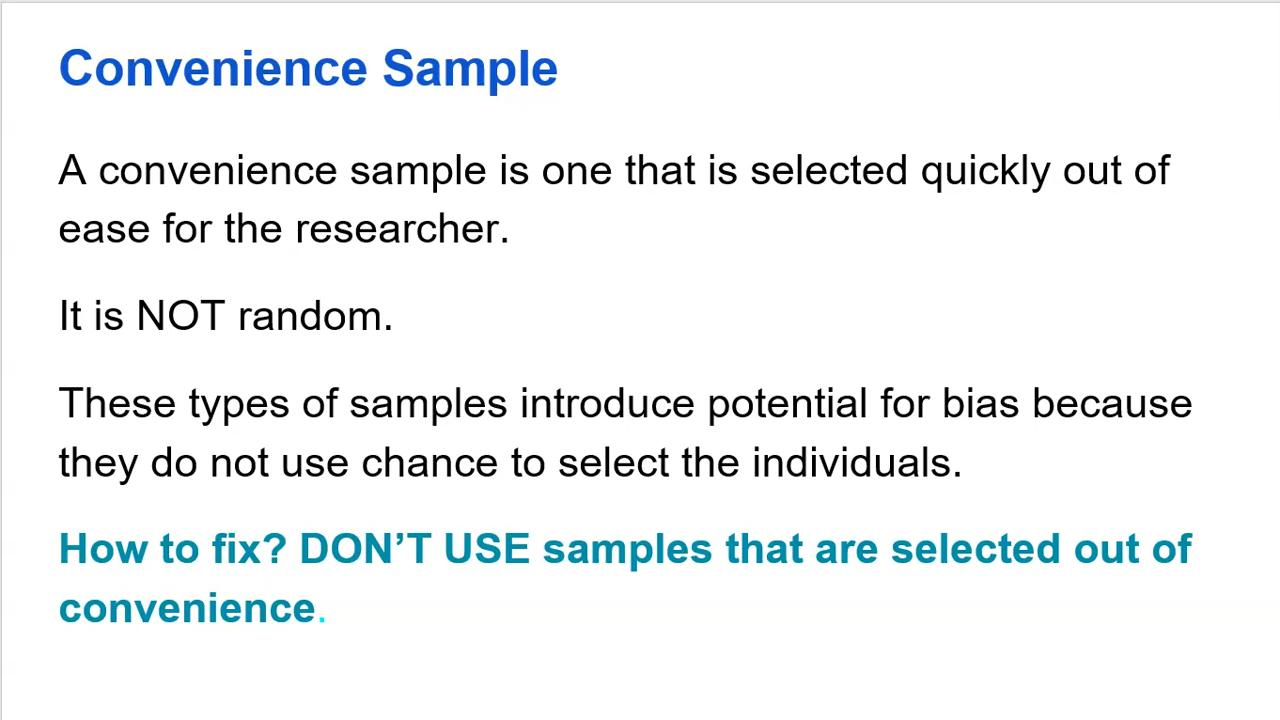 Convenience Sample
A convenience sample is one that is selected quickly out of
ease for the researcher.
It is NOT random.
These types of samples introduce potential for bias because
they do not use chance to select the individuals.
How to fix? DON’T USE samples that are selected out of
convenience.